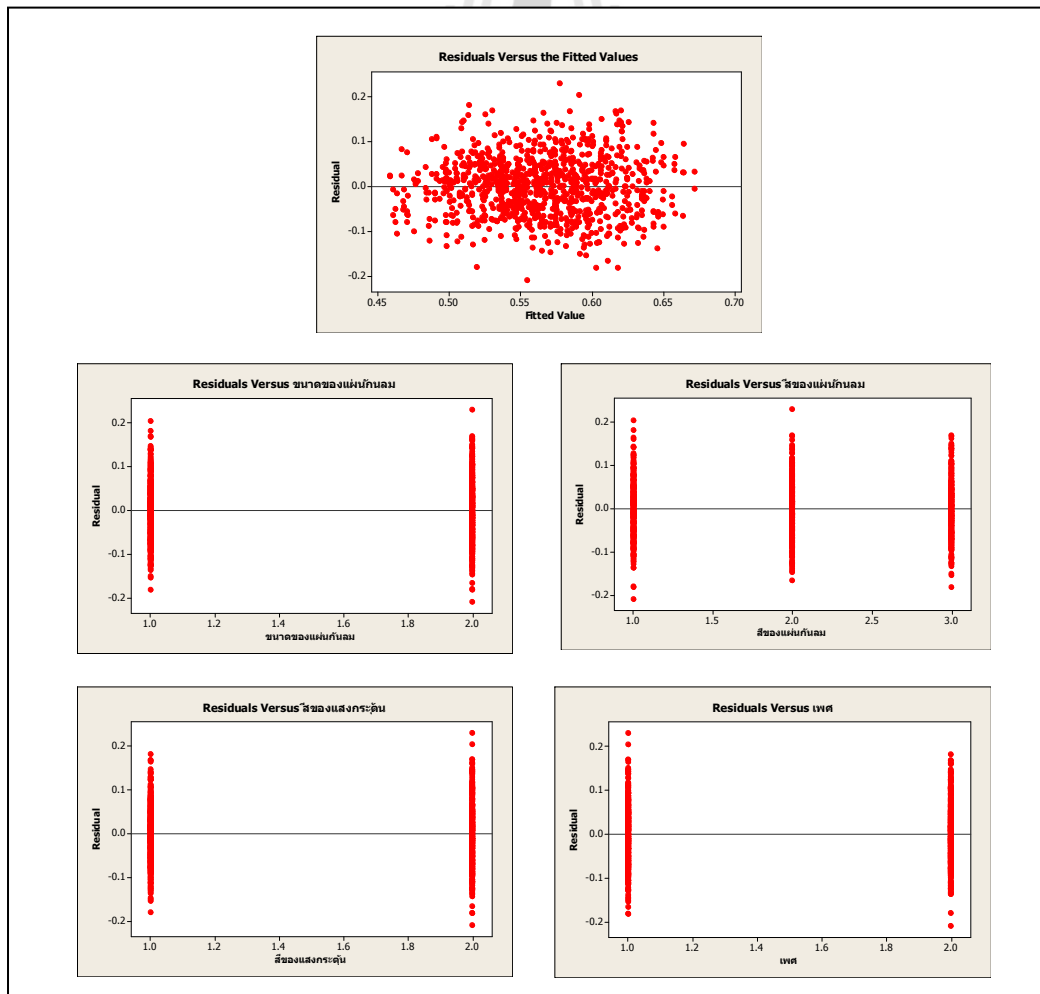 Residuals Versus the Fitted Values
Residual
0.2
0.1
0.0
-0.1
-0.2
0.45 0.50 0.55 0.60 0.65 0.70
Fitted Value
Residuals Versus ขนาดของแผ่นกันลม
Residual
0.2
0.1
0.0
-0.1
-0.2
1.0 1.2 1.4 1.6 1.8 2.0
ขนาดของแผ่นกันลม
Residuals Versus สีของแผ่นกันลม
Residual
0.2
0.1
0.0
-0.1
-0.2
1.0 1.5 2.0 2.5 3.0
สีของแผ่นกันลม
Residuals Versus สีของแสงกระตุ้น
Residual
0.2
0.1
0.0
-0.1
-0.2
1.0 1.2 1.4 1.6 1.8 2.0
สีของแสงกระตุ้น
Residuals Versus เพศ
Residual
0.2
0.1
0.0
-0.1
-0.2
1.0 1.2 1.4 1.6 1.8 2.0
เพศ